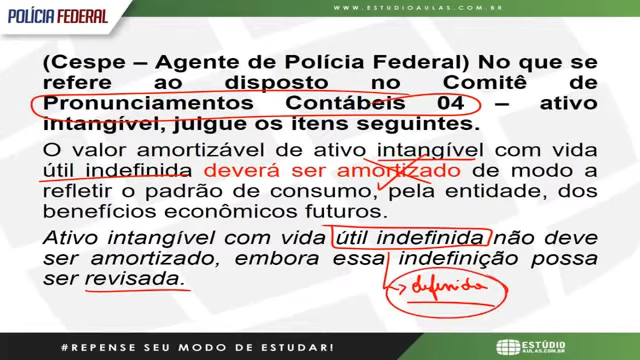 POLÍCIA FEDERAL
WWW.ESTUDIOAULAS.COM.BR
(Cespe – Agente de Polícia Federal) No que se
refere ao disposto no Comitê de
Pronunciamentos Contábeis 04 – ativo
intangível, julgue os itens seguintes.
O valor amortizável de ativo intangível com vida
útil indefinida deverá ser amortizado de modo a
refletir o padrão de consumo, pela entidade, dos
benefícios econômicos futuros.
Ativo intangível com vida útil indefinida não deve
ser amortizado, embora essa indefinição possa
ser revisada.
definida
#REPENSE SEU MODO DE ESTUDAR!
ESTÚDIO
AULAS.COM.BR